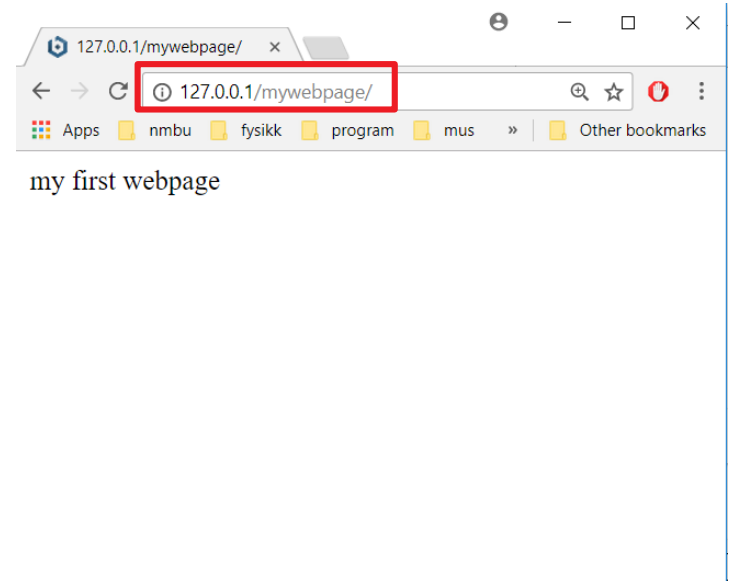 127.0.0.1/mywebpage/
127.0.0.1/mywebpage/
Apps nmbu fysikk program mus » Other bookmarks
my first webpage